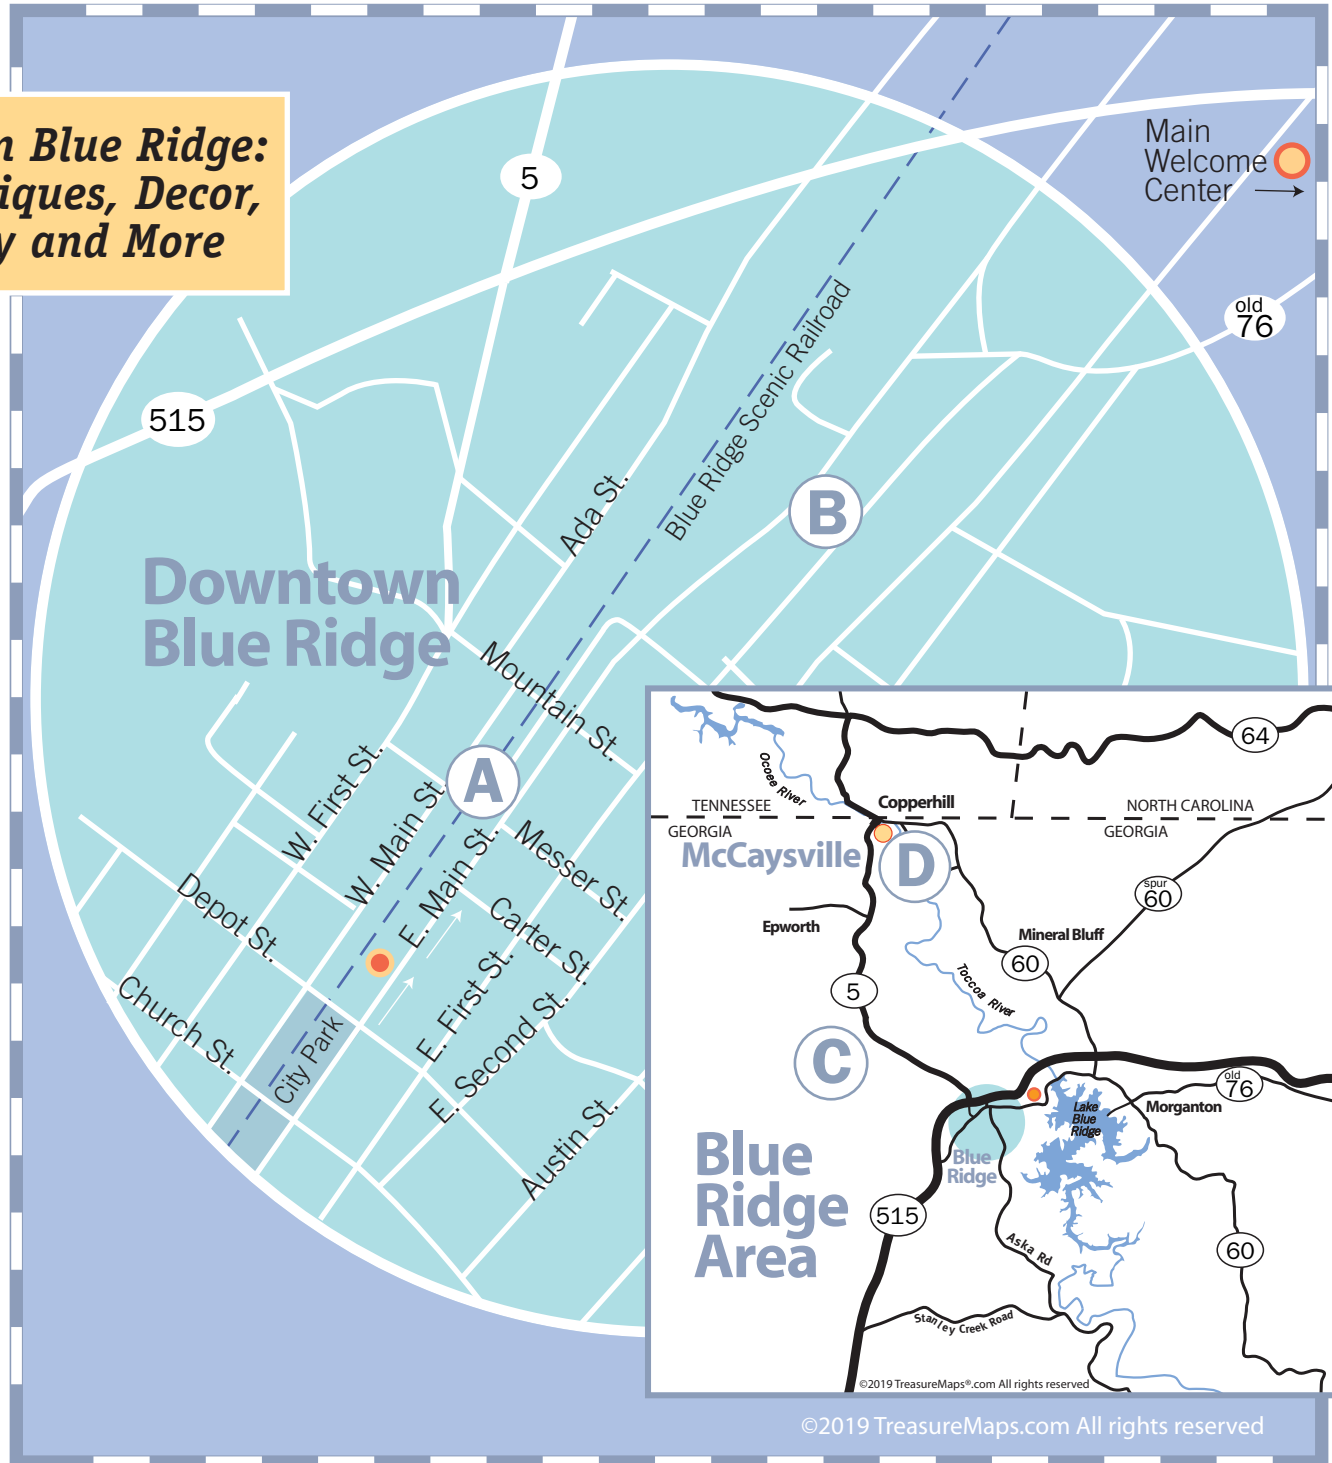 n Blue Ridge:
iques, Decor,
y and More
5
Main
Welcome
Center
old
76
515
Blue Ridge Scenic Railroad
Ada St.
B
Downtown
Blue Ridge
Mountain St.
W. First St.
A
W. Main St.
E. Main St.
Messer St.
Depot St.
Carter St.
Church St.
E. First St.
City Park
E. Second St.
Austin St.
64
Ocoee River
TENNESSEE
Copperhill
NORTH CAROLINA
GEORGIA
GEORGIA
McCaysville
D
spur
60
Epworth
Mineral Bluff
60
5
Toccoa River
C
old
76
Lake
Blue
Ridge
Morganton
Blue
Ridge
Blue
Ridge
Area
515
Aska Rd
60
Stanley Creek Road
©2019 TreasureMaps®.com All rights reserved
©2019 TreasureMaps.com All rights reserved